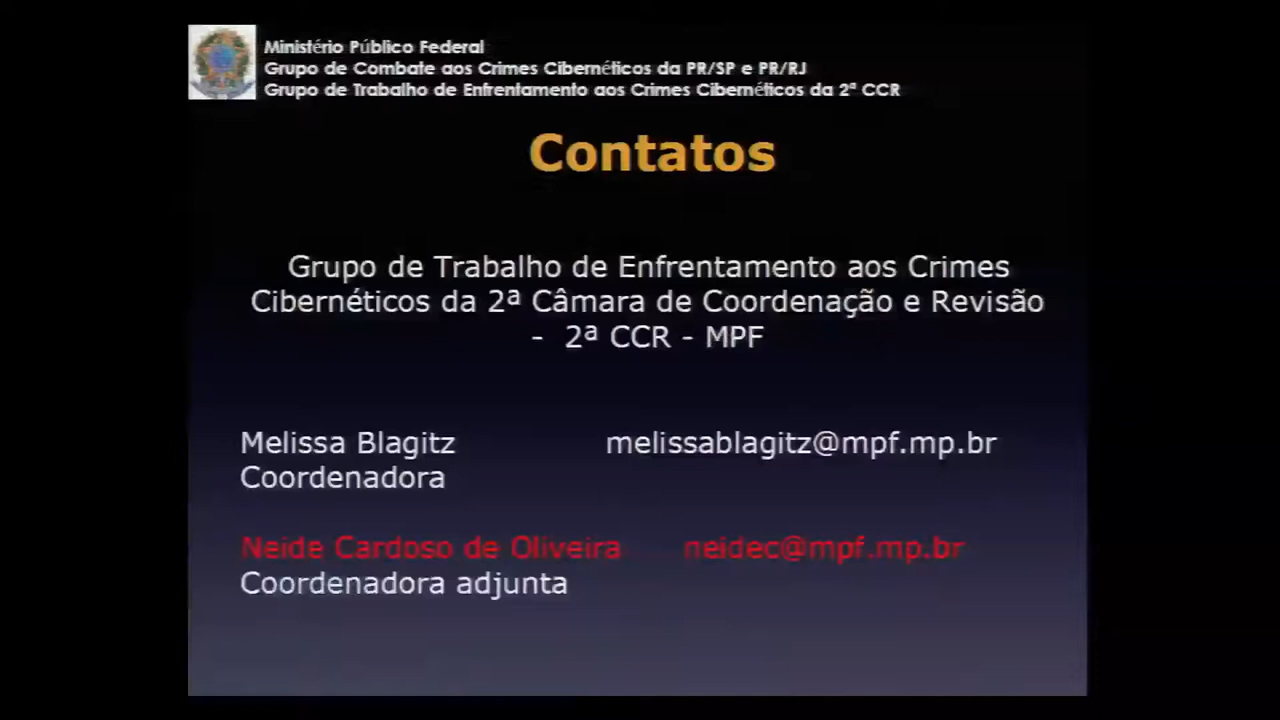 Ministério Público Federal
Grupo de Combate aos Crimes Cibernéticos da PR/SP e PR/RJ
Grupo de Trabalho de Enfrentamento aos Crimes Cibernéticos da 2ª CCR
Contatos
Grupo de Trabalho de Enfrentamento aos Crimes
Cibernéticos da 2ª Câmara de Coordenação e Revisão
- 2ª CCR - MPF
Melissa Blagitz melissablagitz@mpf.mp.br
Coordenadora
Neide Cardoso de Oliveira neidec@mpf.mp.br
Coordenadora adjunta